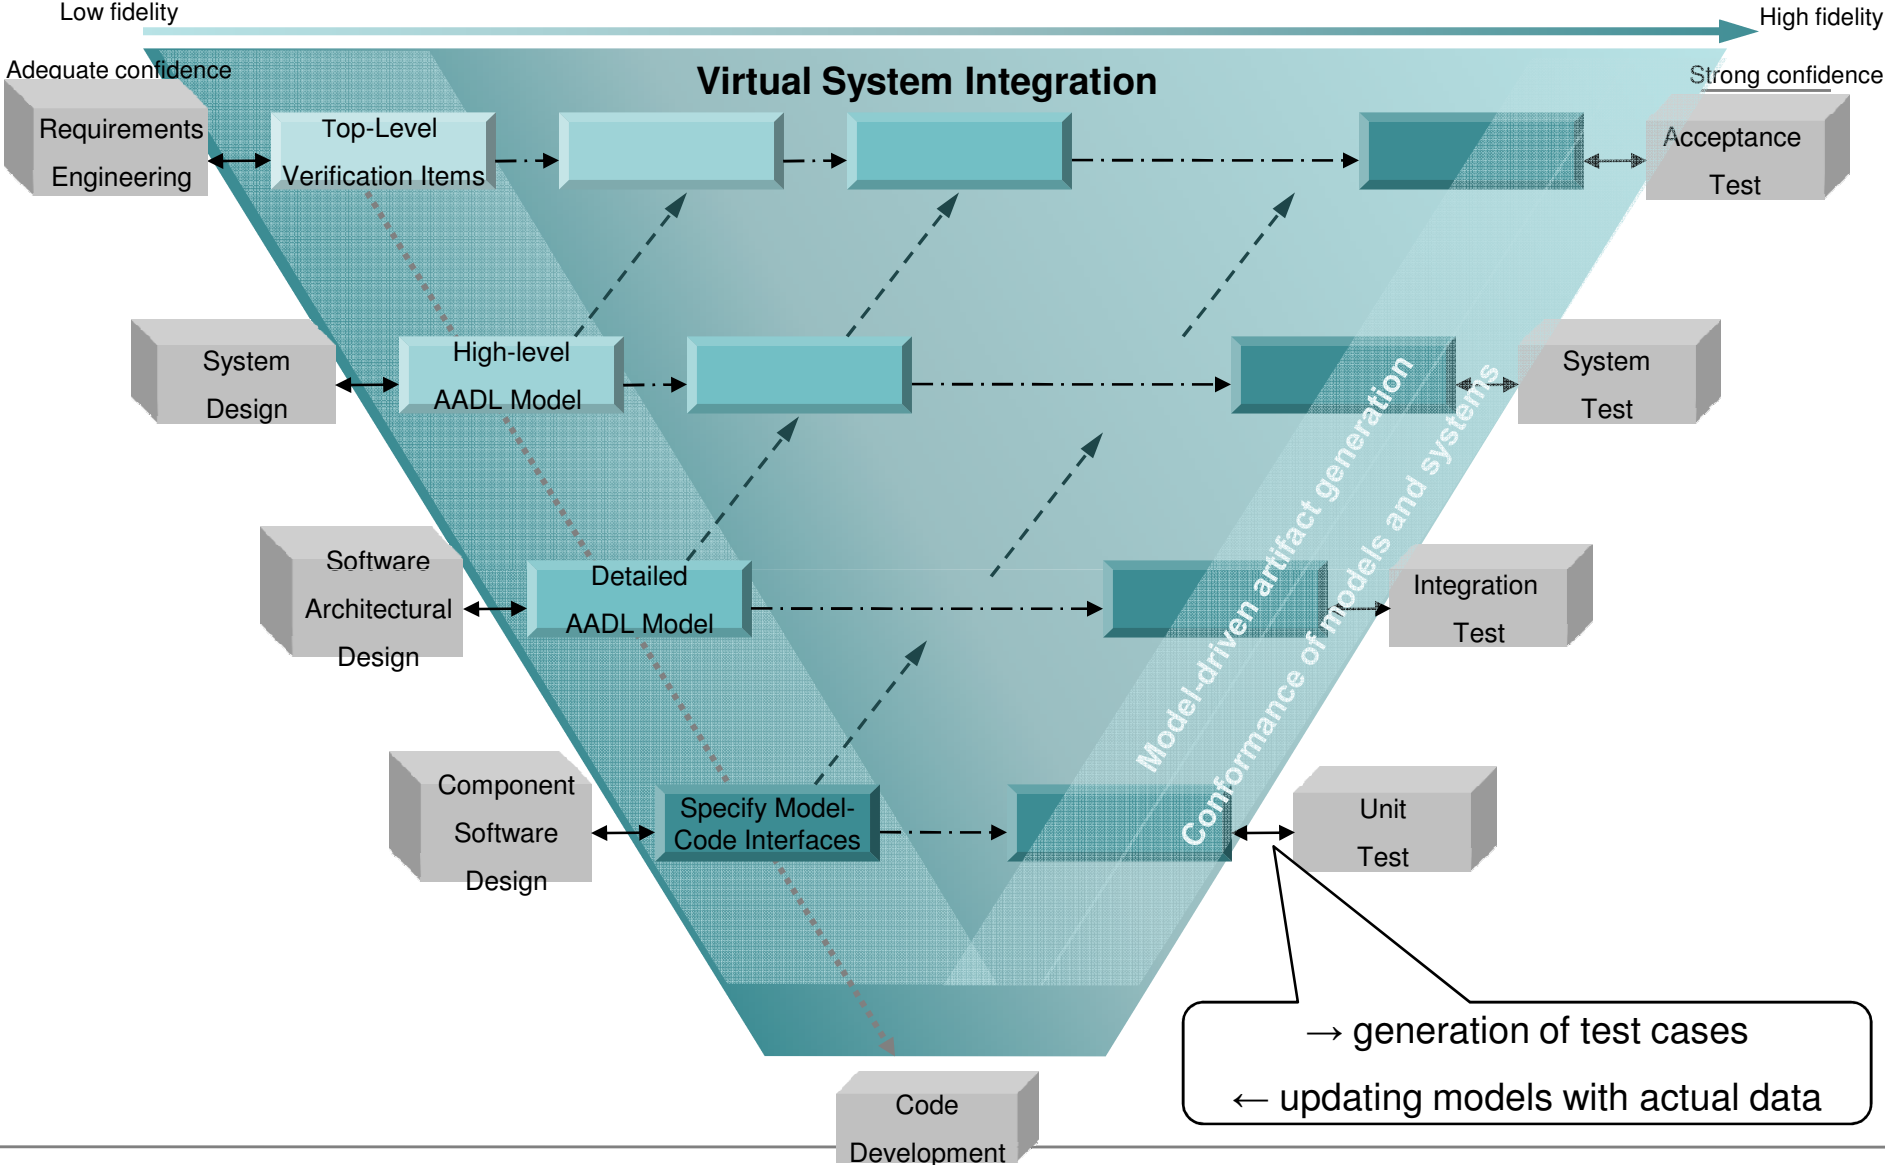 Low fidelity
High fidelity
Adequate confidence
Virtual System Integration
Strong confidence
Requirements
Engineering
Top-Level
Verification Items
Acceptance
Test
System
Design
High-level
AADL Model
System
Test
Software
Architectural
Design
Detailed
AADL Model
Integration
Test
Model-driven artifact generation
Conformance of models and systems
Component
Software
Design
Specify Model-
Code Interfaces
Unit
Test
→ generation of test cases
← updating models with actual data
Code
Development